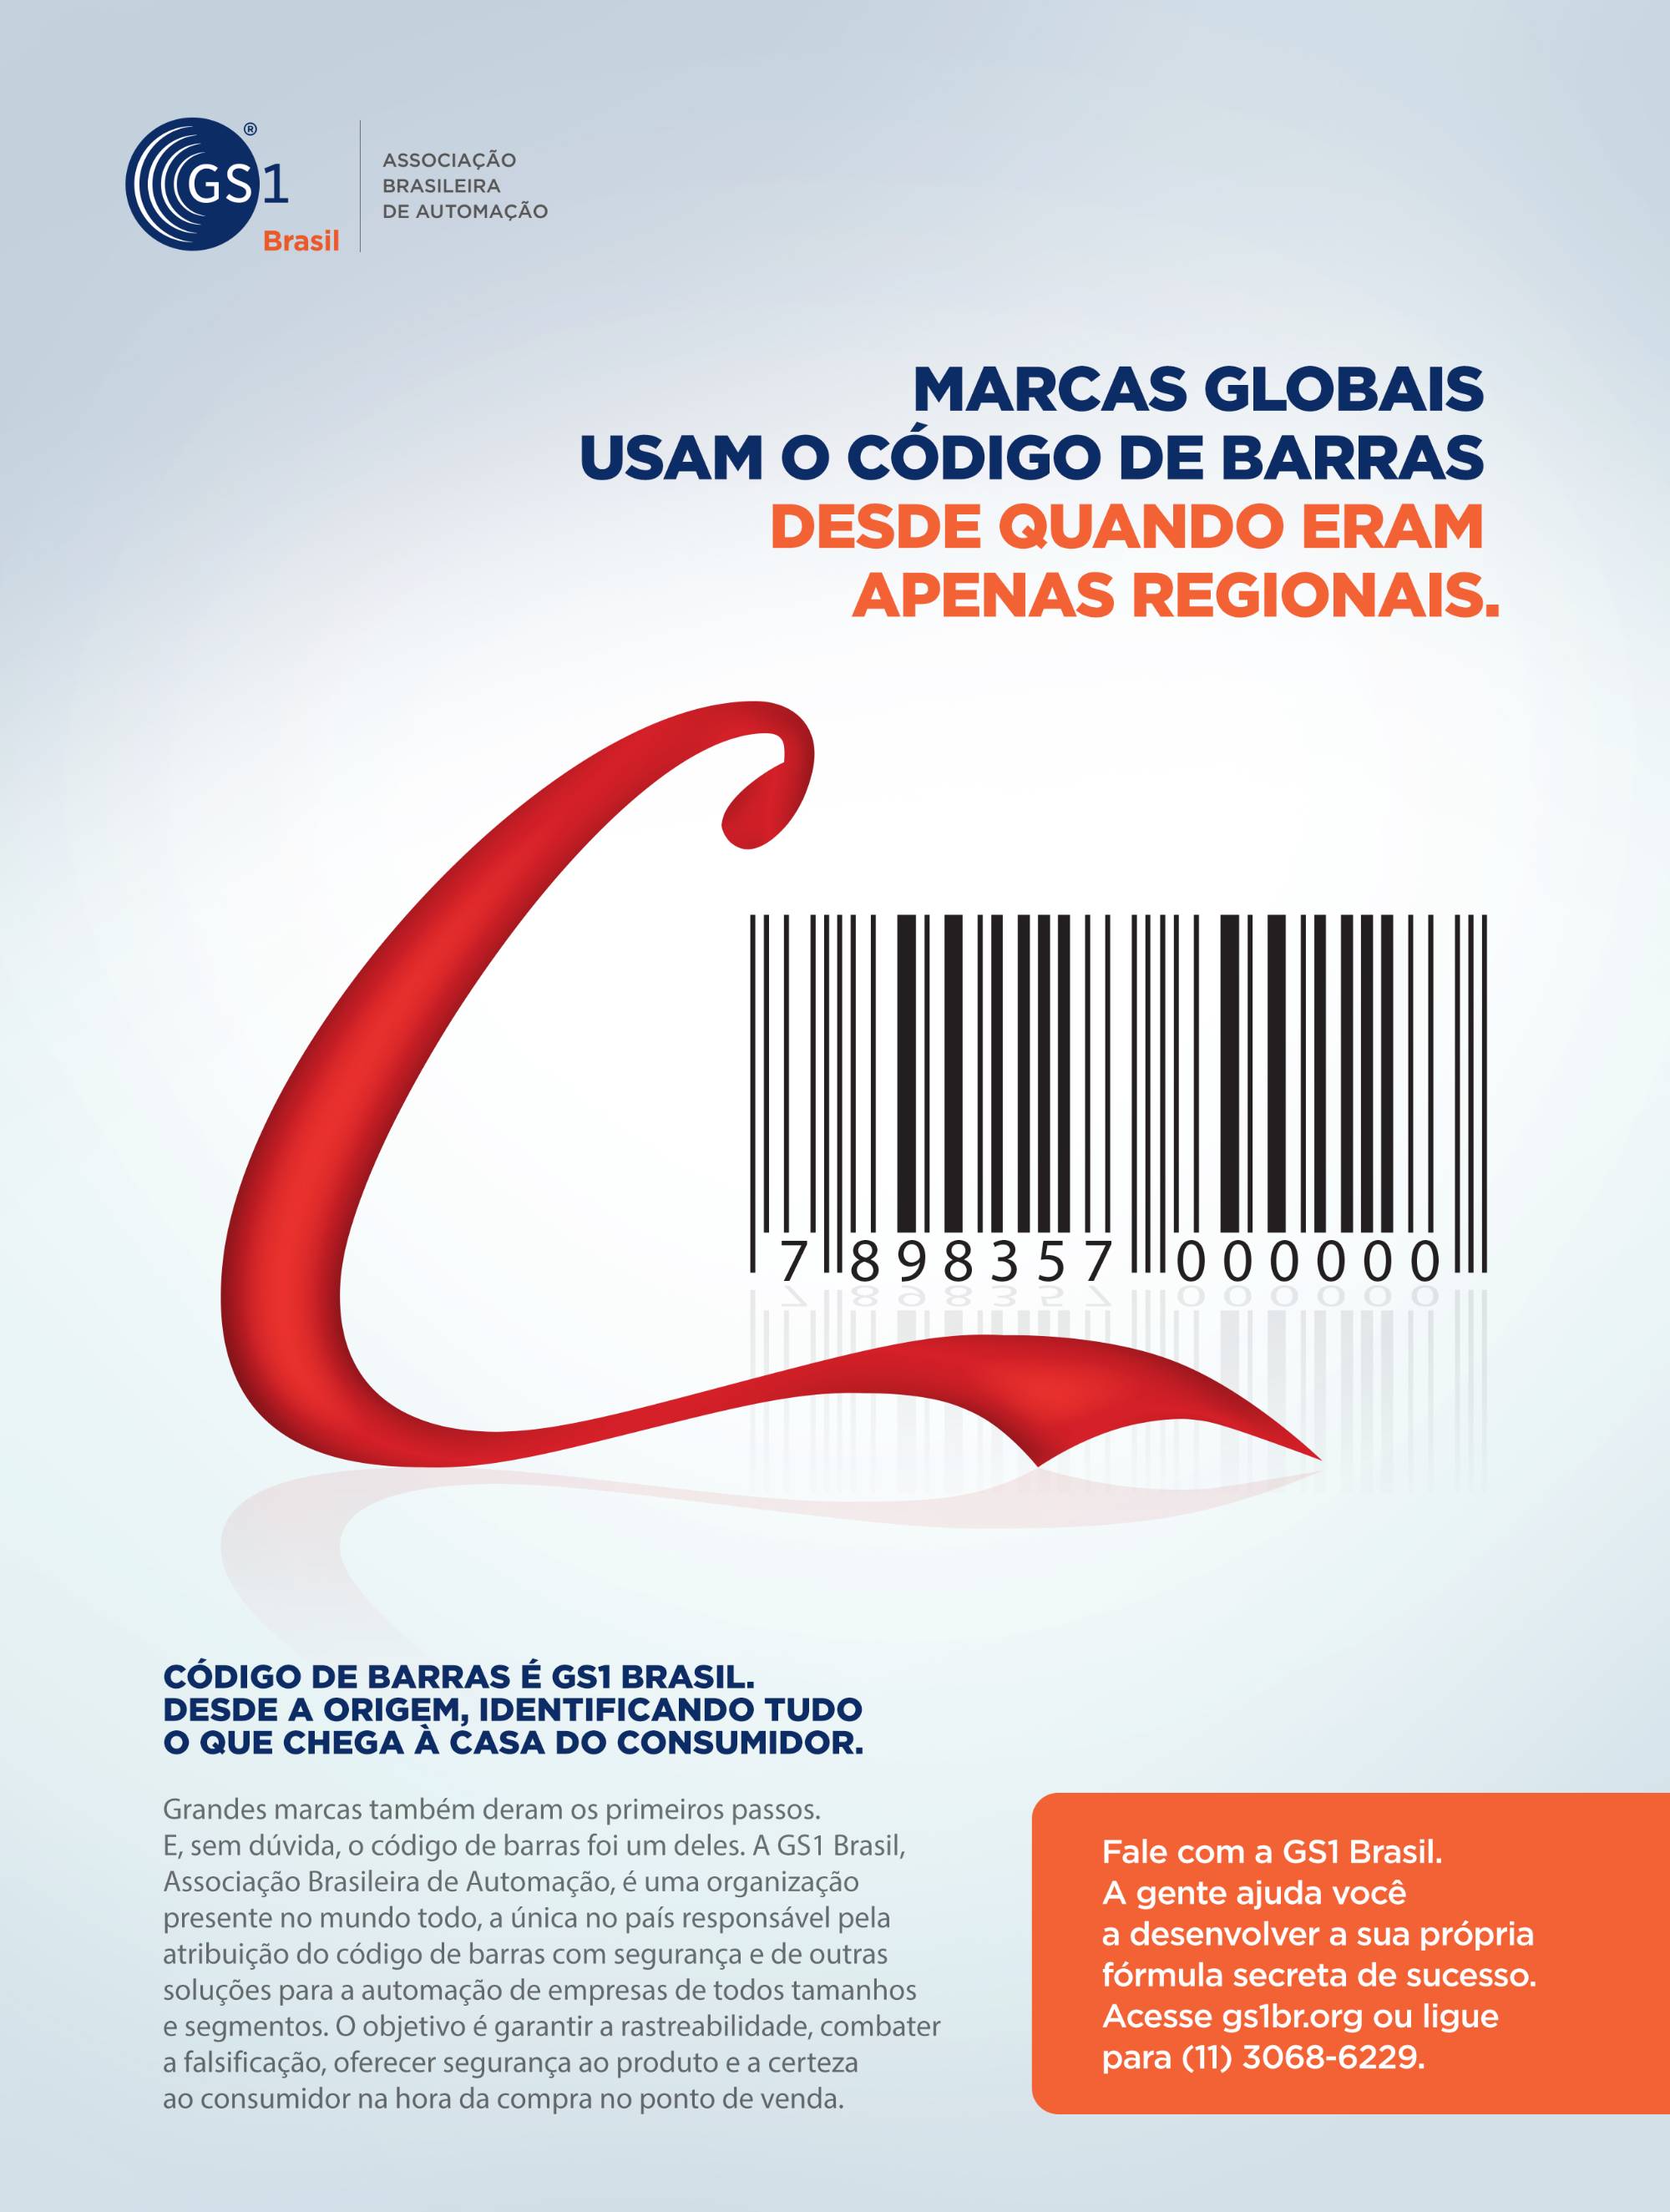 GS1®
Brasil
ASSOCIAÇÃO
BRASILEIRA
DE AUTOMAÇÃO
MARCAS GLOBAIS
USAM O CÓDIGO DE BARRAS
DESDE QUANDO ERAM
APENAS REGIONAIS.
C
7 898357 000000
CÓDIGO DE BARRAS É GS1 BRASIL.
DESDE A ORIGEM, IDENTIFICANDO TUDO
O QUE CHEGA À CASA DO CONSUMIDOR.
Grandes marcas também deram os primeiros passos.
E, sem dúvida, o código de barras foi um deles. A GS1 Brasil,
Associação Brasileira de Automação, é uma organização
presente no mundo todo, a única no país responsável pela
atribuição do código de barras com segurança e de outras
soluções para a automação de empresas de todos tamanhos
e segmentos. O objetivo é garantir a rastreabilidade, combater
a falsificação, oferecer segurança ao produto e a certeza
ao consumidor na hora da compra no ponto de venda.
Fale com a GS1 Brasil.
A gente ajuda você
a desenvolver a sua própria
fórmula secreta de sucesso.
Acesse gs1br.org ou ligue
para (11) 3068-6229.